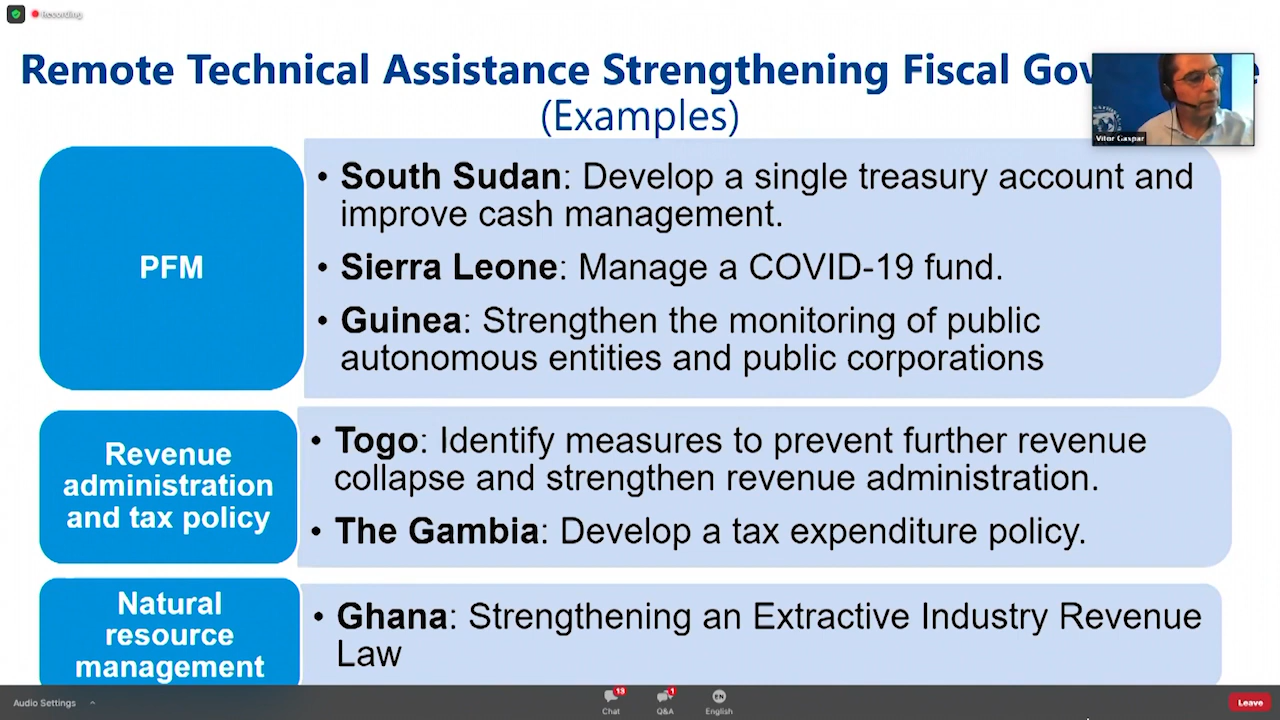 Recording
Remote Technical Assistance Strengthening Fiscal Gov e
(Examples)
Vitor Gaspar
PFM
• South Sudan: Develop a single treasury account and
improve cash management.
• Sierra Leone: Manage a COVID-19 fund.
• Guinea: Strengthen the monitoring of public
autonomous entities and public corporations
Revenue
administration
and tax policy
• Togo: Identify measures to prevent further revenue
collapse and strengthen revenue administration.
• The Gambia: Develop a tax expenditure policy.
Natural
resource
management
• Ghana: Strengthening an Extractive Industry Revenue
Law
Audio Settings
13
Chat
1
Q&A
EN
English
Leave